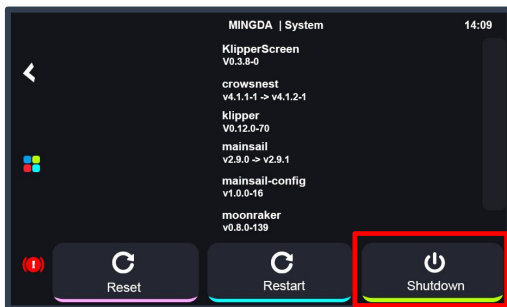 MINGDA | System
14:09
KlipperScreen
V0.3.8-0
crowsnest
v4.1.1-1 -> v4.1.2-1
klipper
V0.12.0-70
mainsail
v2.9.0 -> v2.9.1
mainsail-config
v1.0.0-16
moonraker
v0.8.0-139
Reset
Restart
Shutdown